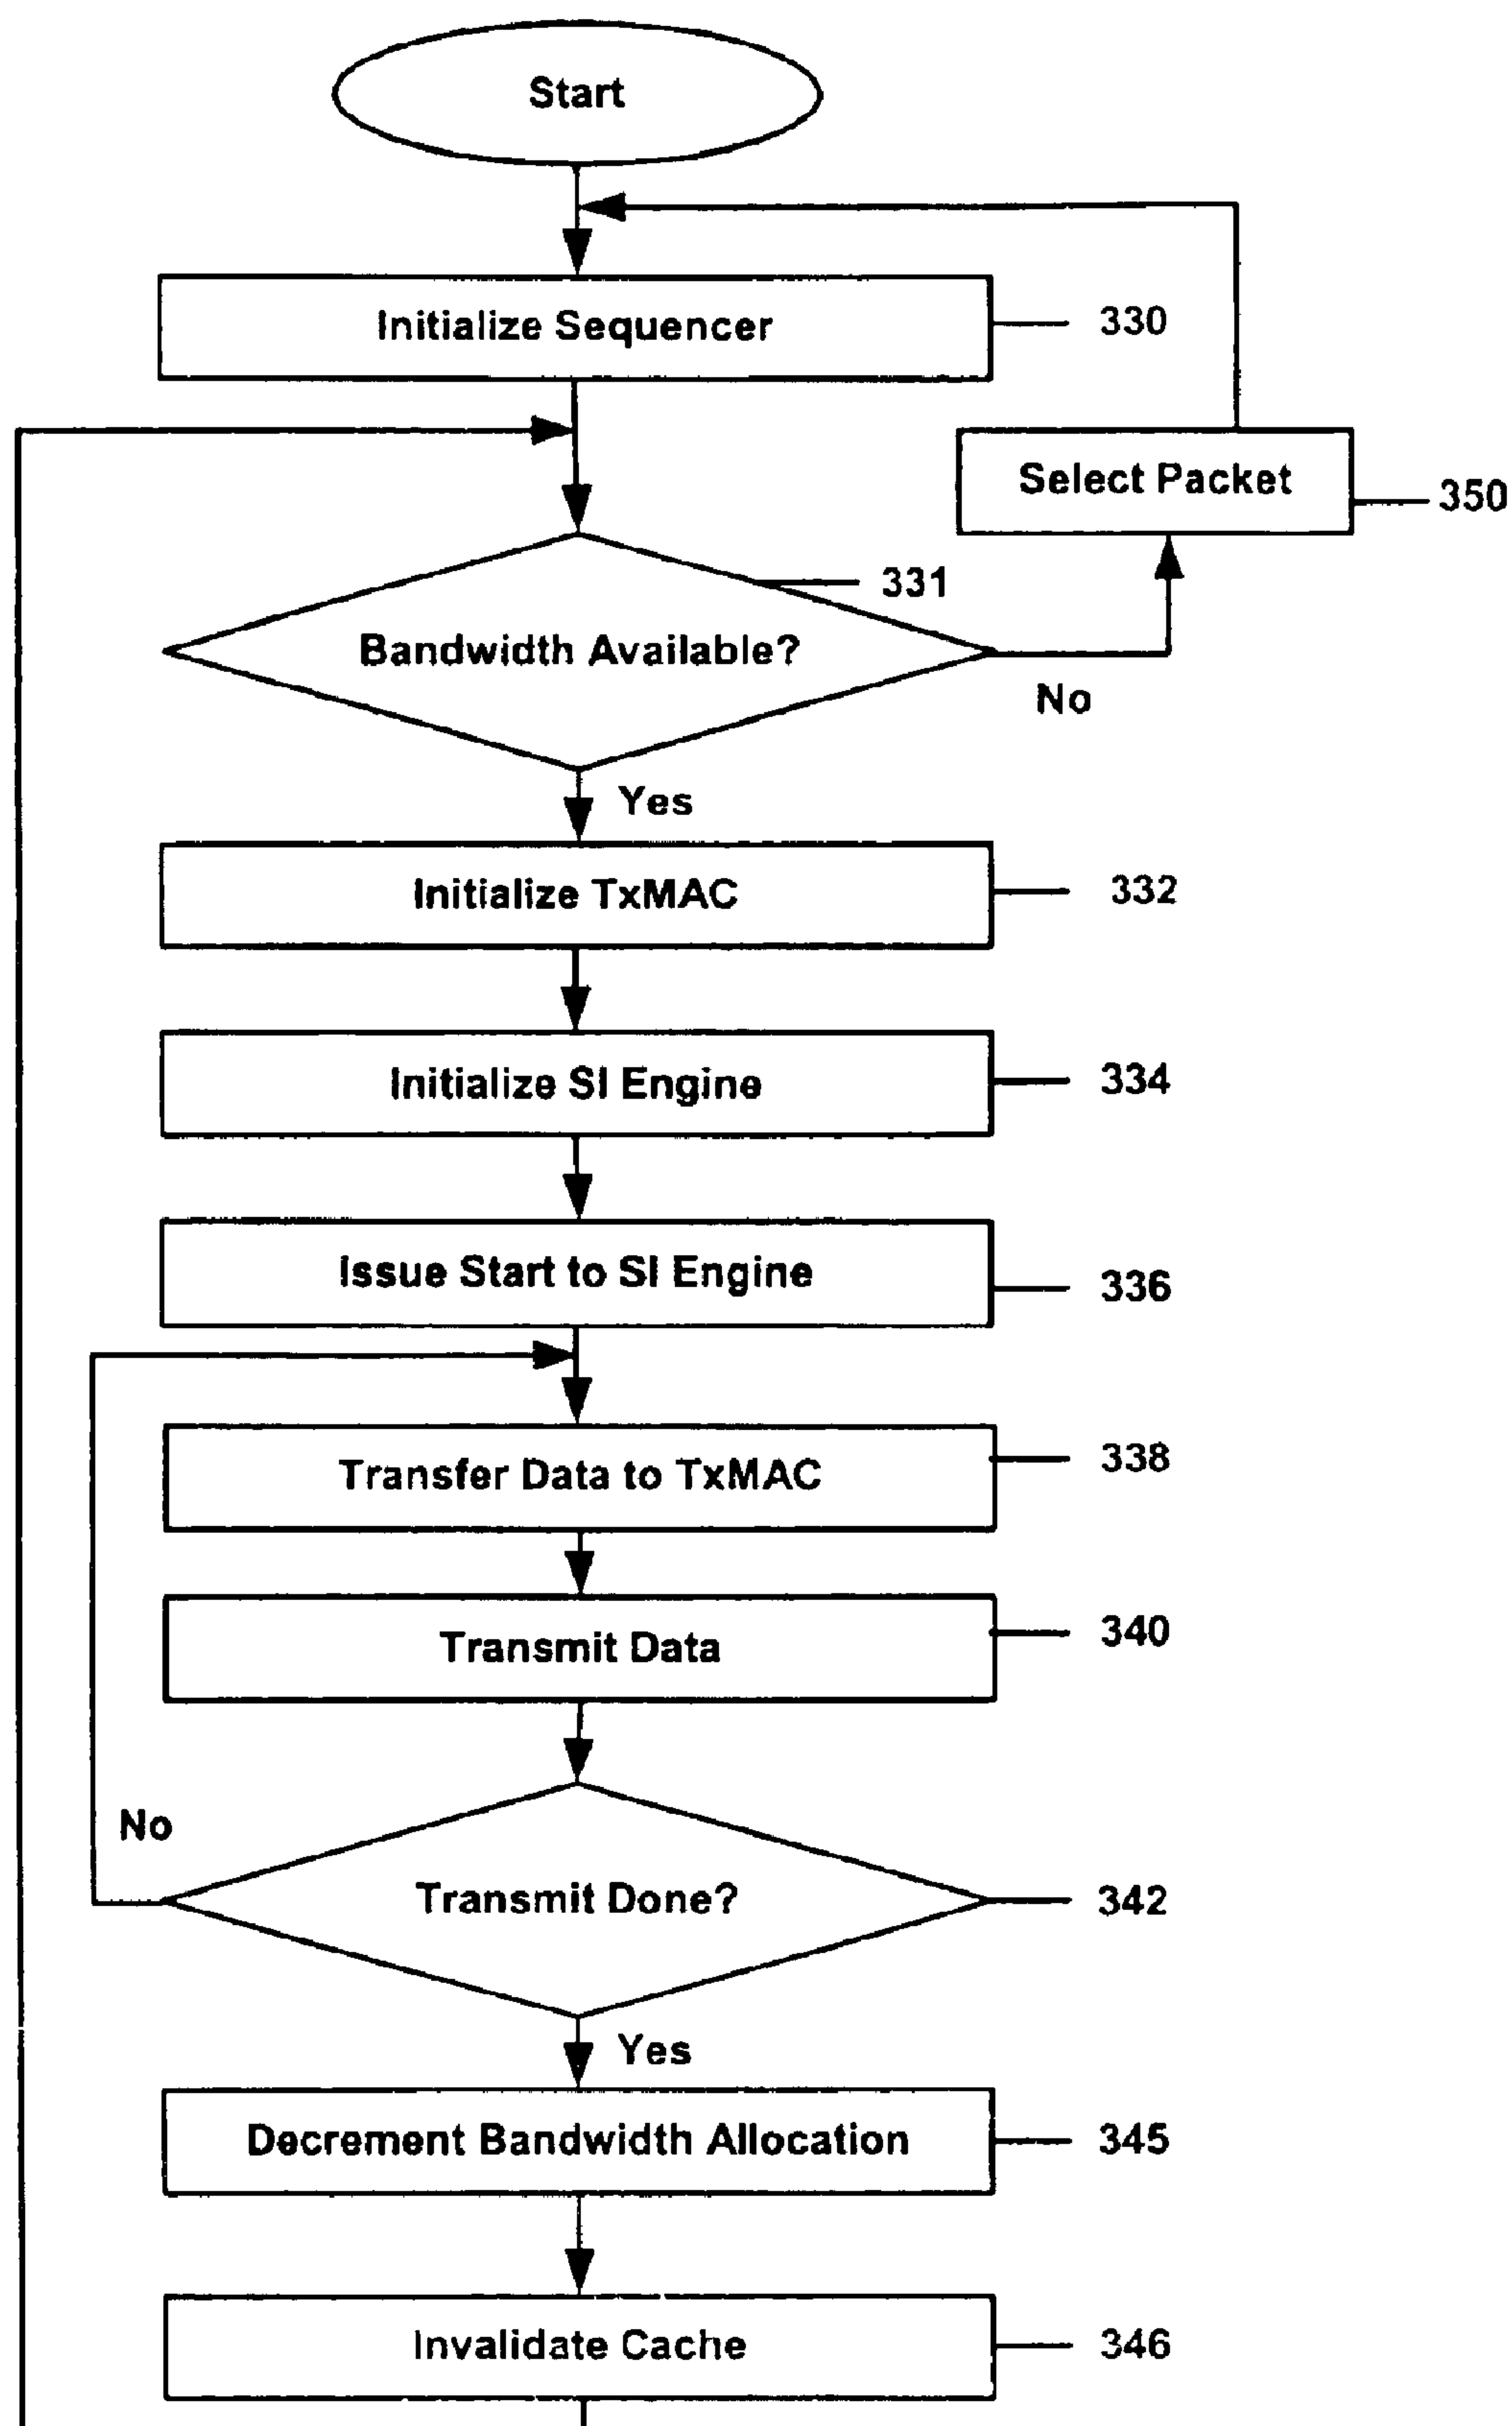 Start
Initialize Sequencer
330
Select Packet
350
331
Bandwidth Available?
No
Yes
Initialize TxMAC
332
Initialize SI Engine
334
Issue Start to SI Engine
336
Transfer Data to TxMAC
338
Transmit Data
340
No
Transmit Done?
342
Yes
Decrement Bandwidth Allocation
345
Invalidate Cache
346